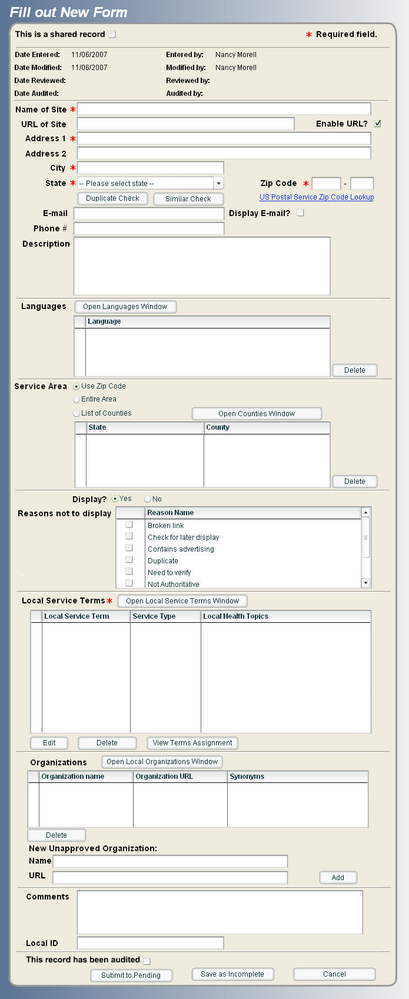 Fill out New Form
This is a shared record * Required field.
Date Entered: 11/06/2007 Entered by: Nancy Morell
Date Modified: 11/06/2007 Modified by: Nancy Morell
Date Reviewed: Reviewed by:
Date Audited: Audited by:
Name of Site *
URL of Site Enable URL?
Address 1 *
Address 2
City *
State * -- Please select state -- Zip Code * -
Duplicate Check Similar Check US Postal Service Zip Code Lookup
E-mail Display E-mail?
Phone #
Description
Languages Open Languages Window
Language
Delete
Service Area Use Zip Code
Entire Area
List of Counties Open Counties Window
State County
Delete
Display? Yes No
Reasons not to display Reason Name
Broken link
Check for later display
Contains advertising
Duplicate
Need to verify
Not Authoritative
Local Service Terms * Open Local Service Terms Window
Local Service Term Service Type Local Health Topics
Edit Delete View Terms Assignment
Organizations Open Local Organizations Window
Organization name Organization URL Synonyms
Delete
New Unapproved Organization:
Name
URL Add
Comments
Local ID
This record has been audited
Submit to Pending Save as Incomplete Cancel